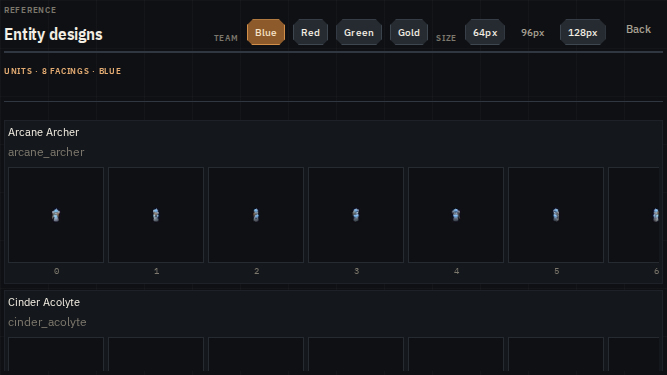 REFERENCE
Entity designs
TEAM Blue Red Green Gold SIZE 64px 96px 128px Back
UNITS · 8 FACINGS · BLUE
Arcane Archer
arcane_archer
0 1 2 3 4 5 6
Cinder Acolyte
cinder_acolyte